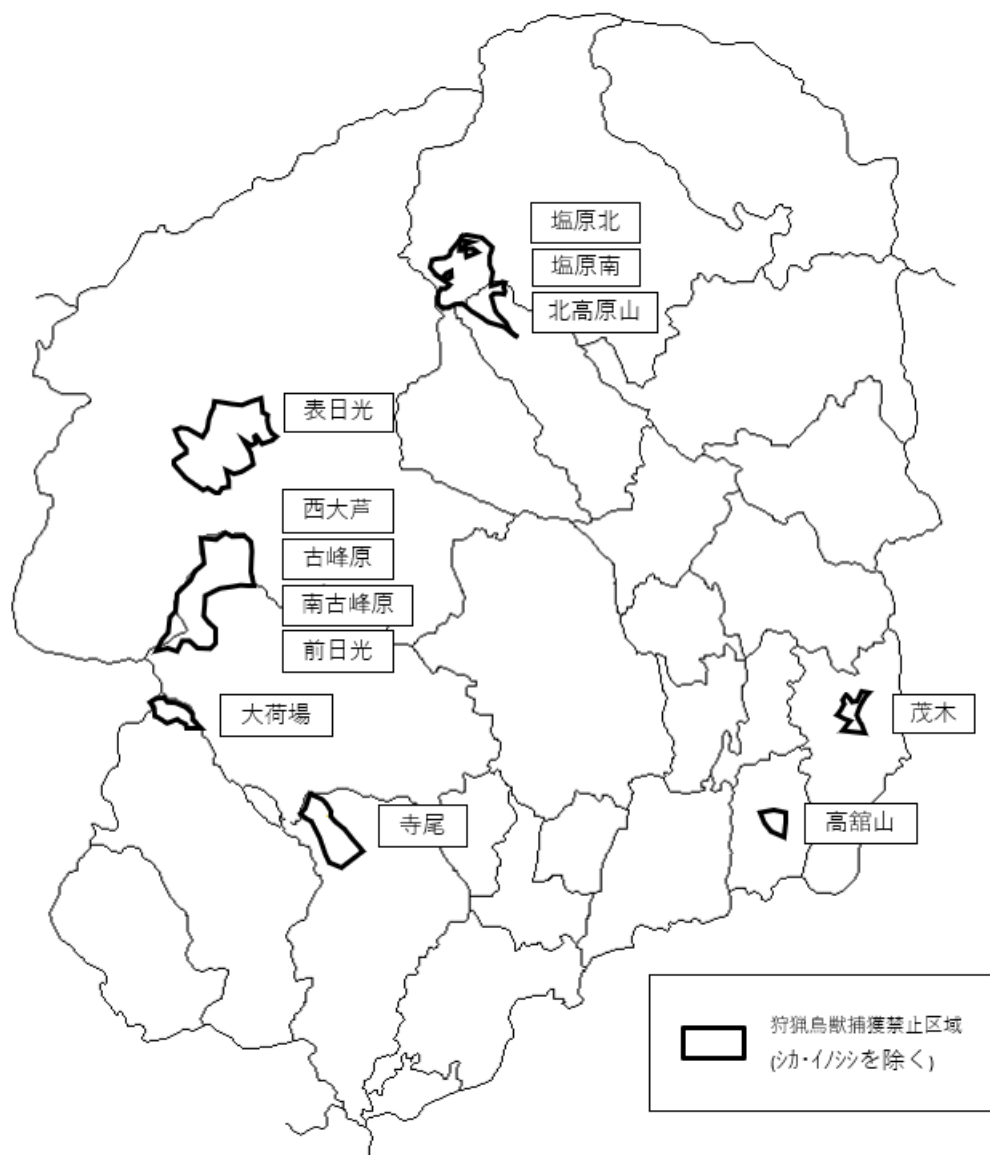 塩原北
塩原南
北高原山
表日光
西大芦
古峰原
南古峰原
前日光
大荷場
茂木
寺尾
高舘山
狩猟鳥獣捕獲禁止区域
(シカ・イノシシを除く)